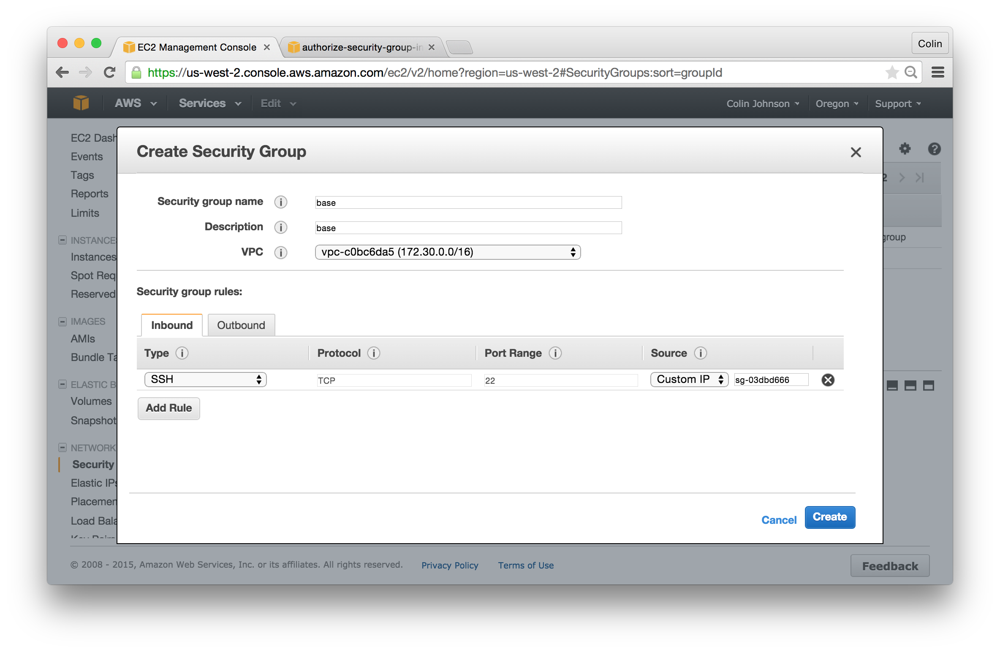 EC2 Management Console
authorize-security-group-in
Colin
https://us-west-2.console.aws.amazon.com/ec2/v2/home?region=us-west-2#SecurityGroups:sort=groupId
AWS Services Edit Colin Johnson Oregon Support
EC2 Dash
Events
Tags
Reports
Limits
INSTANCES
Instances
Spot Req
Reserved
IMAGES
AMIs
Bundle Ta
ELASTIC B
Volumes
Snapshot
NETWORK
Security
Elastic IPs
Placemen
Load Bala
Key Pairs
Create Security Group
2
group
Security group name i base
Description i base
VPC i vpc-c0bc6da5 (172.30.0.0/16)
Security group rules:
Inbound Outbound
Type i Protocol i Port Range i Source i
SSH TCP 22 Custom IP sg-03dbd666
Add Rule
Cancel Create
© 2008 - 2015, Amazon Web Services, Inc. or its affiliates. All rights reserved. Privacy Policy Terms of Use Feedback